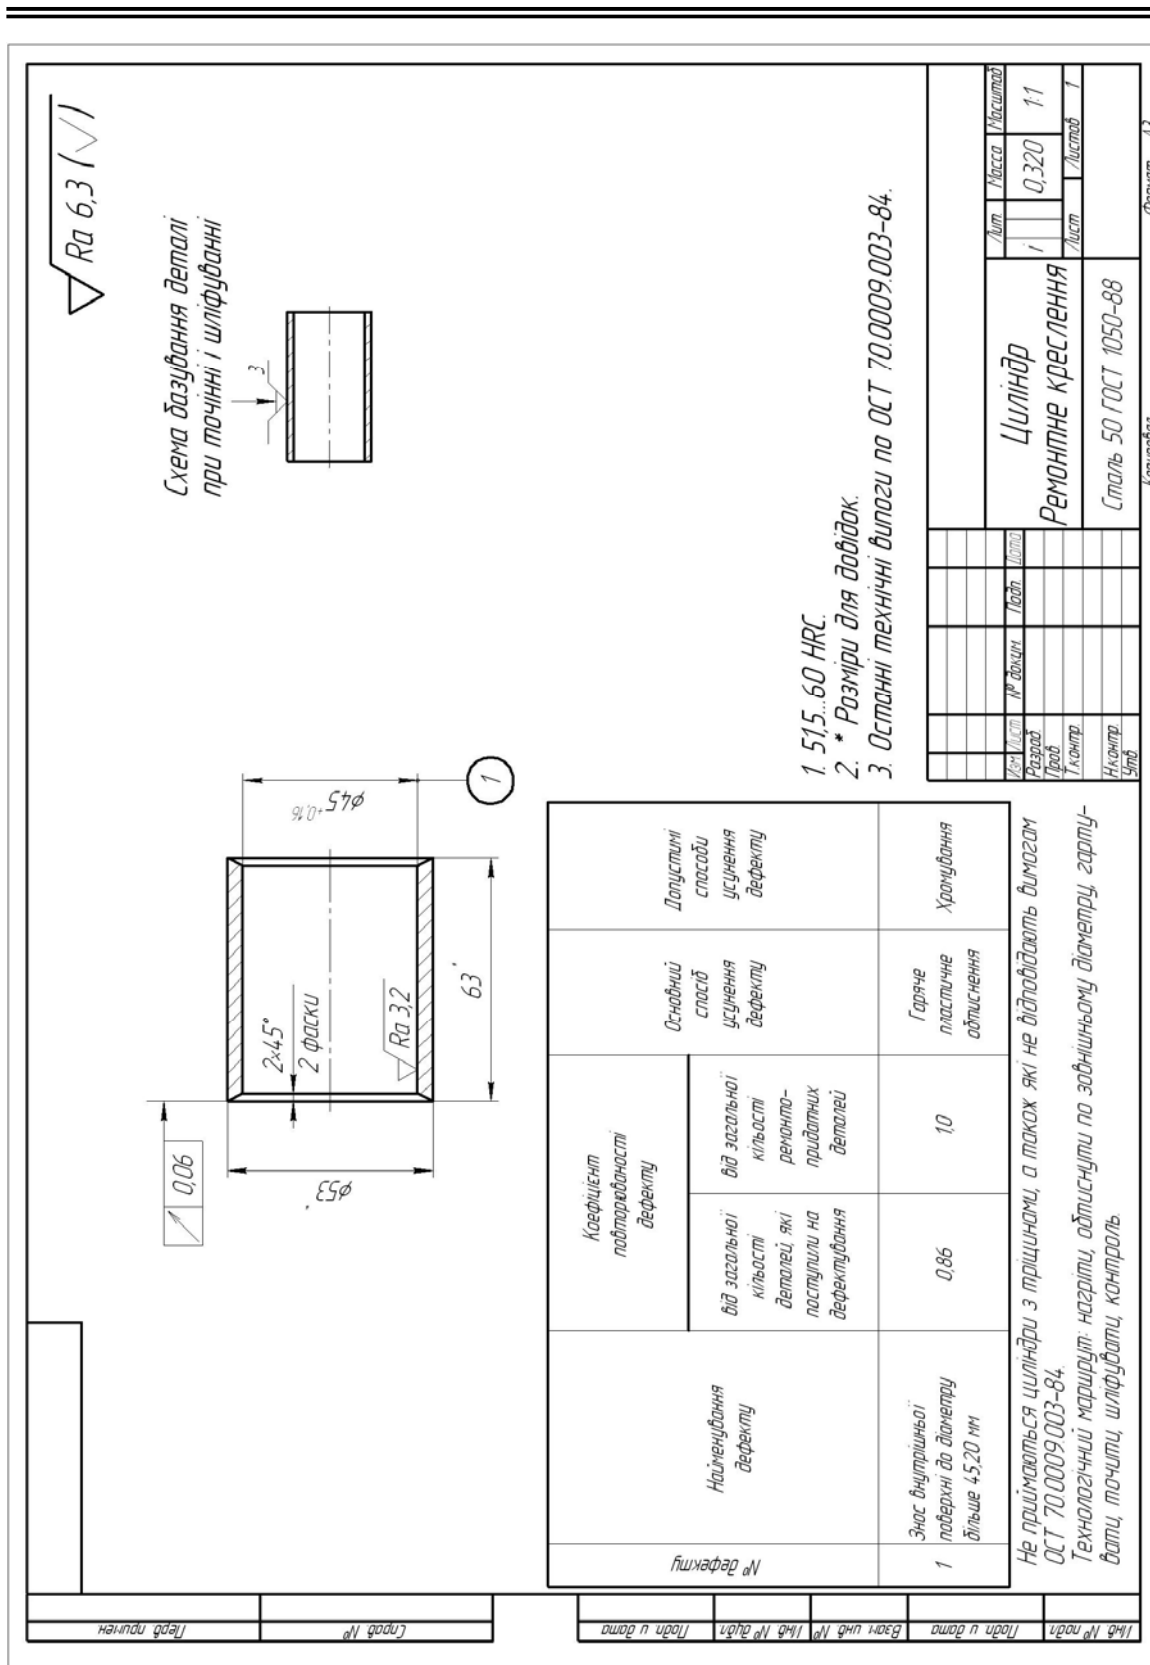 Ra 6,3 (√)
Схема базування деталі
при точінні і шліфуванні
3
0,06
2×45°
2 фаски
Ra 3,2
φ53*
φ45+0,16
63*
1
1. 51,5...60 HRC.
2. * Розміри для довідок.
3. Останні технічні випоги по ОСТ 70.0009.003-84.
№ дефекту
Найменування
дефекту
Коефіцієнт
повторюваності
дефекту
від загальної
кількості
деталей, які
поступили на
дефектування
від загальної
кількості
ремонто-
придатних
деталей
Основний
спосіб
усунення
дефекту
Допустимі
способи
усунення
дефекту
1
Знос внутрішньої
поверхні до діаметру
більше 45,20 мм
0,86
1,0
Гаряче
пластичне
обтиснення
Хромування
Не приймаються циліндри з тріщинами, а також які не відповідають вимогам
ОСТ 70.0009.003-84.
Технологічний маршрут: нагріти, обтиснути по зовнішньому діаметру, гарту-
вати, точити, шліфувати, контроль.
Изм Лист № докум. Подп. Дата
Разраб.
Пров.
Т.контр.
Н.контр.
Утв.
Циліндр
Ремонтне креслення
Сталь 50 ГОСТ 1050-88
Лит. Масса Масштаб
і 0,320 1:1
Лист Листов 1
Перв. примен.
Справ. №
Подп. и дата
Инв. № дубл.
Взам. инв. №
Подп. и дата
Инв. № подл.